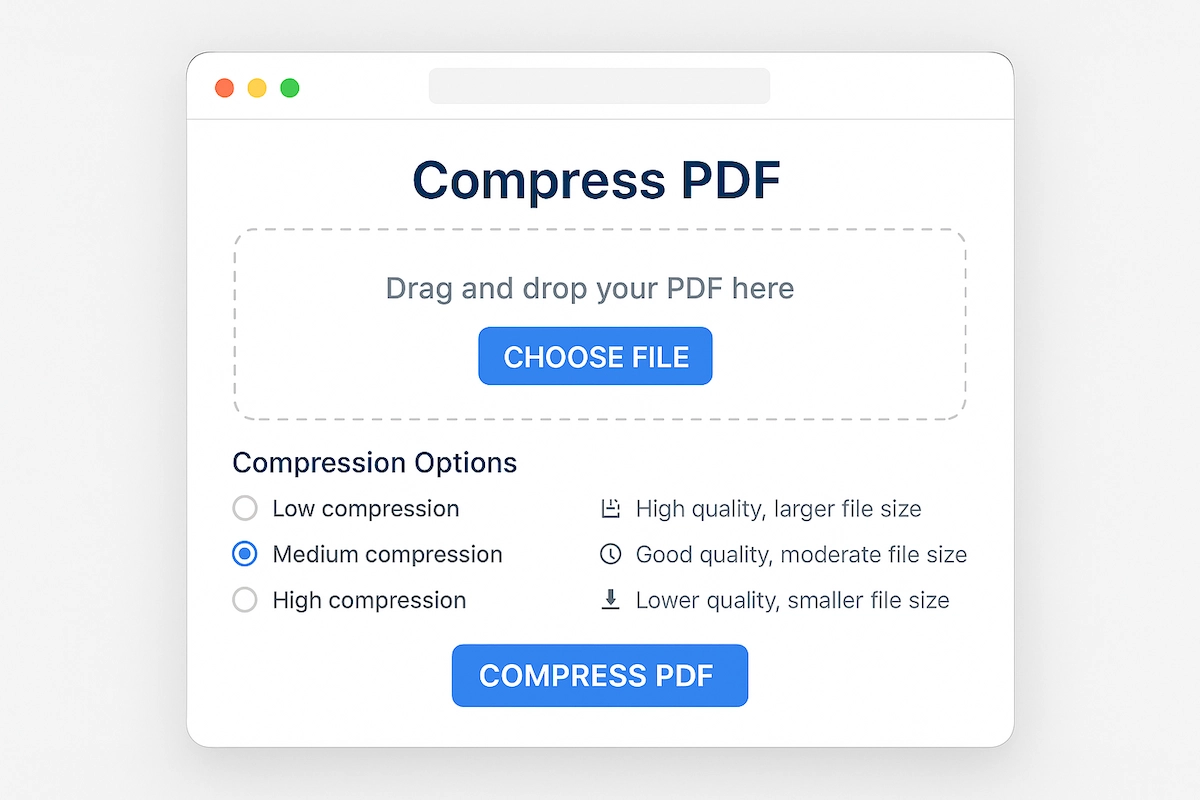 Compress PDF
Drag and drop your PDF here
CHOOSE FILE
Compression Options
Low compression
High quality, larger file size
Medium compression
Good quality, moderate file size
High compression
Lower quality, smaller file size
COMPRESS PDF